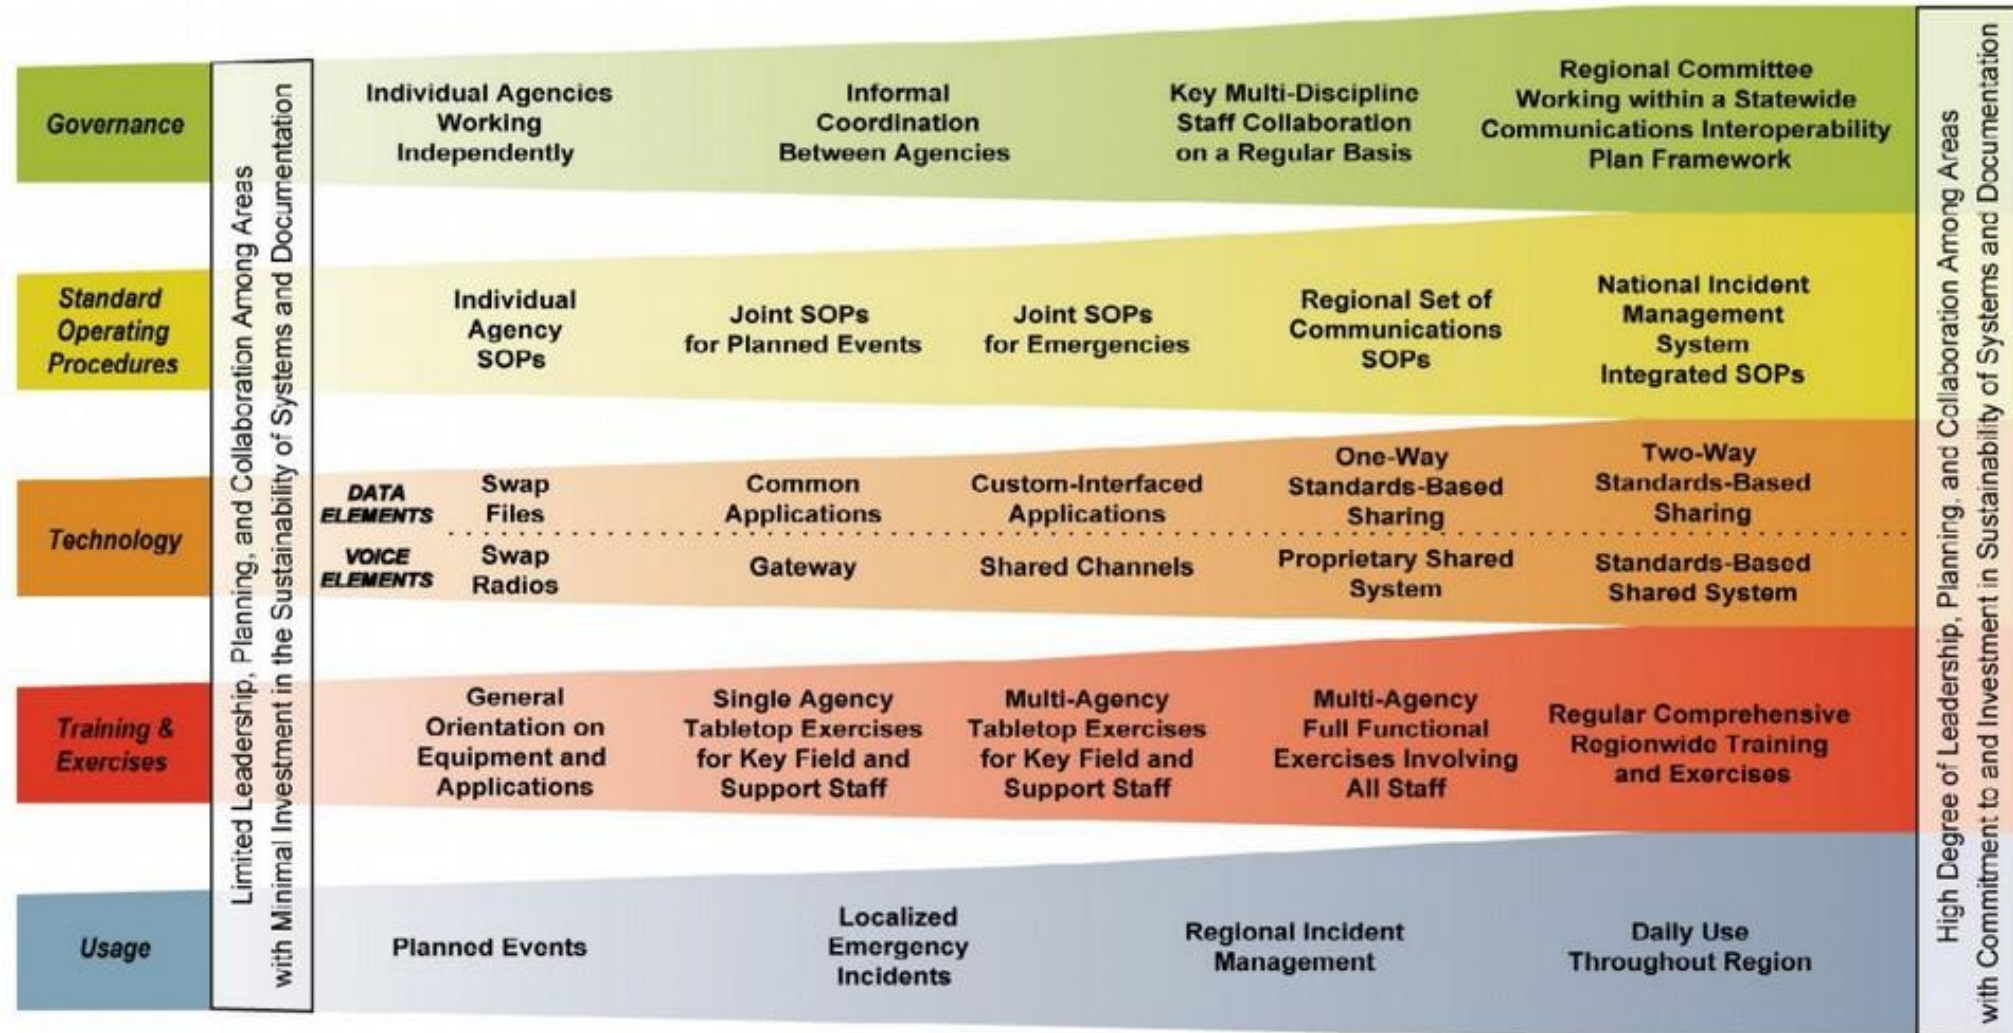 Limited Leadership, Planning, and Collaboration Among Areas
with Minimal Investment in the Sustainability of Systems and Documentation
Governance
Individual Agencies
Working
Independently
Informal
Coordination
Between Agencies
Key Multi-Discipline
Staff Collaboration
on a Regular Basis
Regional Committee
Working within a Statewide
Communications Interoperability
Plan Framework
Standard
Operating
Procedures
Individual
Agency
SOPs
Joint SOPs
for Planned Events
Joint SOPs
for Emergencies
Regional Set of
Communications
SOPs
National Incident
Management
System
Integrated SOPs
Technology
DATA
ELEMENTS
Swap
Files
Common
Applications
Custom-Interfaced
Applications
One-Way
Standards-Based
Sharing
Two-Way
Standards-Based
Sharing
VOICE
ELEMENTS
Swap
Radios
Gateway
Shared Channels
Proprietary Shared
System
Standards-Based
Shared System
Training &
Exercises
General
Orientation on
Equipment and
Applications
Single Agency
Tabletop Exercises
for Key Field and
Support Staff
Multi-Agency
Tabletop Exercises
for Key Field and
Support Staff
Multi-Agency
Full Functional
Exercises Involving
All Staff
Regular Comprehensive
Regionwide Training
and Exercises
Usage
Planned Events
Localized
Emergency
Incidents
Regional Incident
Management
Daily Use
Throughout Region
High Degree of Leadership, Planning, and Collaboration Among Areas
with Commitment to and Investment in Sustainability of Systems and Documentation